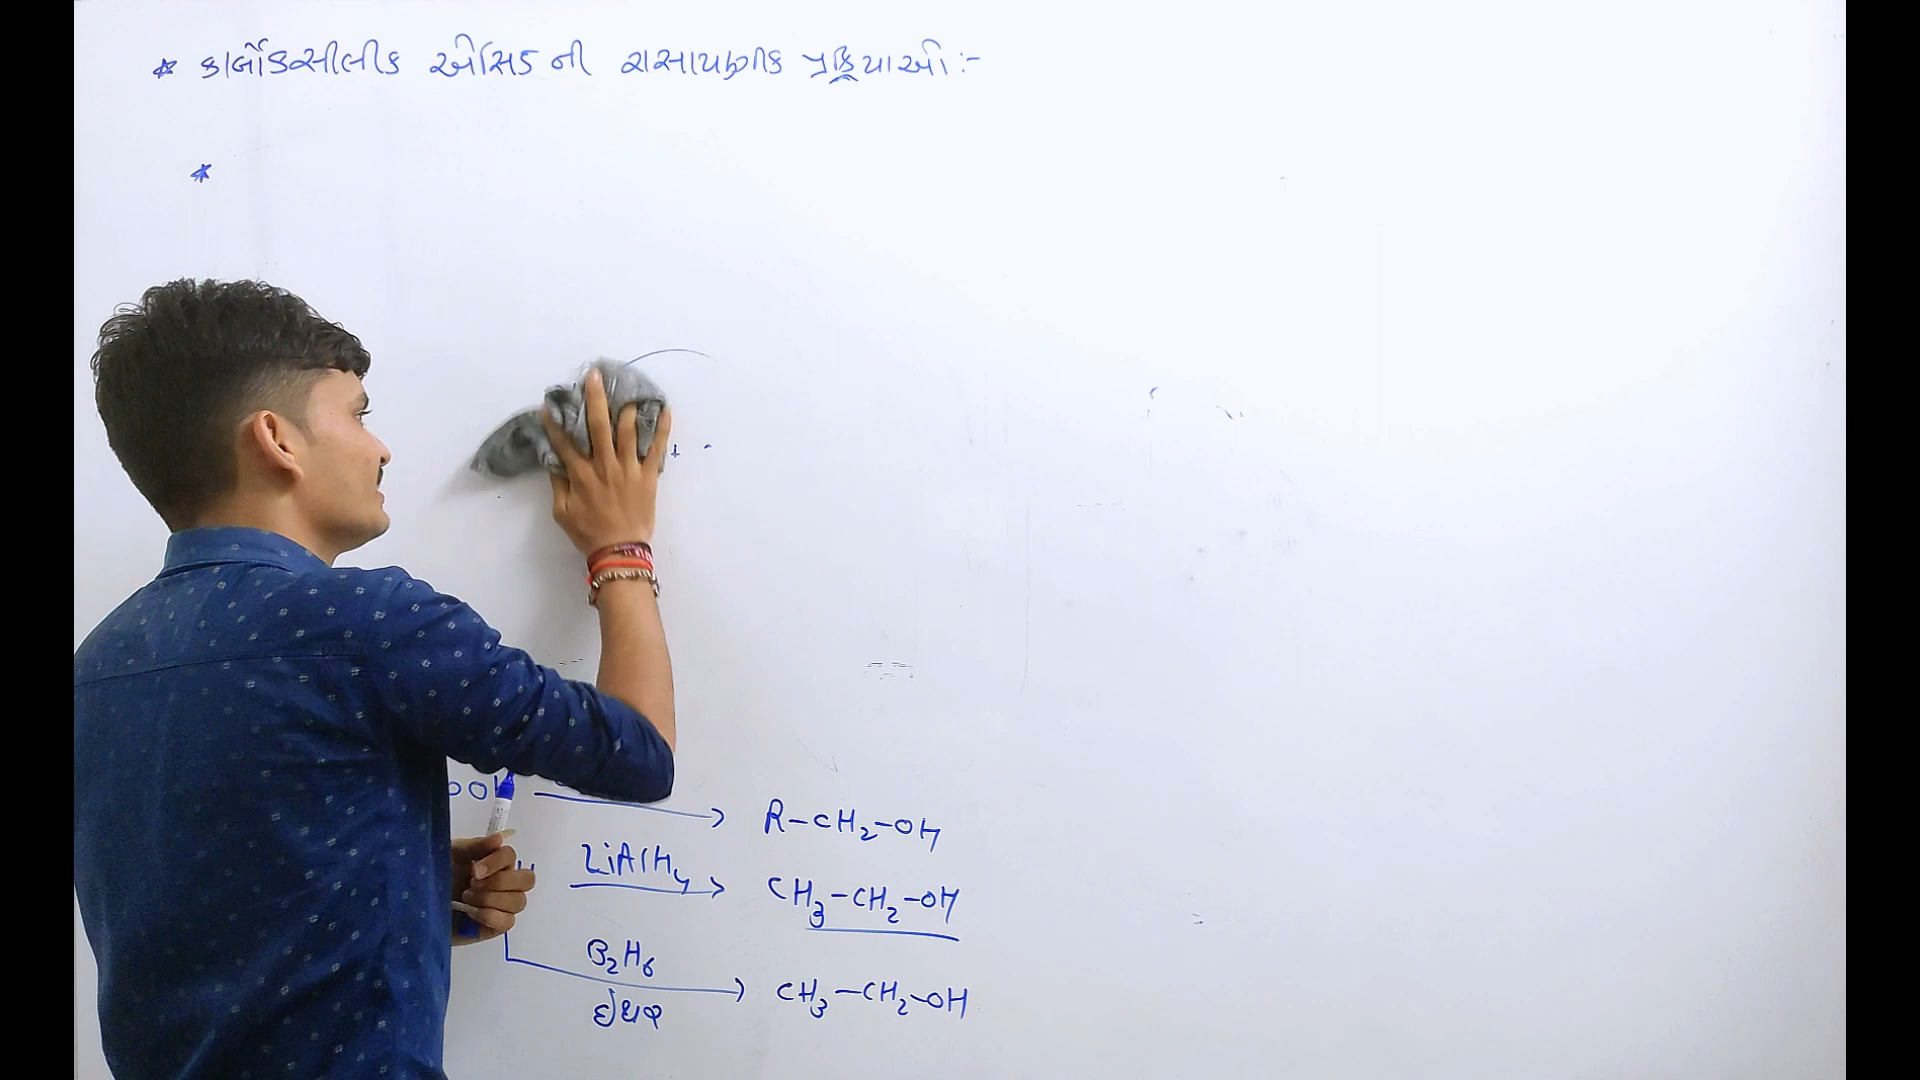 * કાર્બોક્સીલીક એસિડ ની રાસાયણીક પ્રક્રિયાઓ :-
*
R-CH₂-OH
LiAlH₄
CH₃-CH₂-OH
B₂H₆
CH₃-CH₂-OH
ઈથર